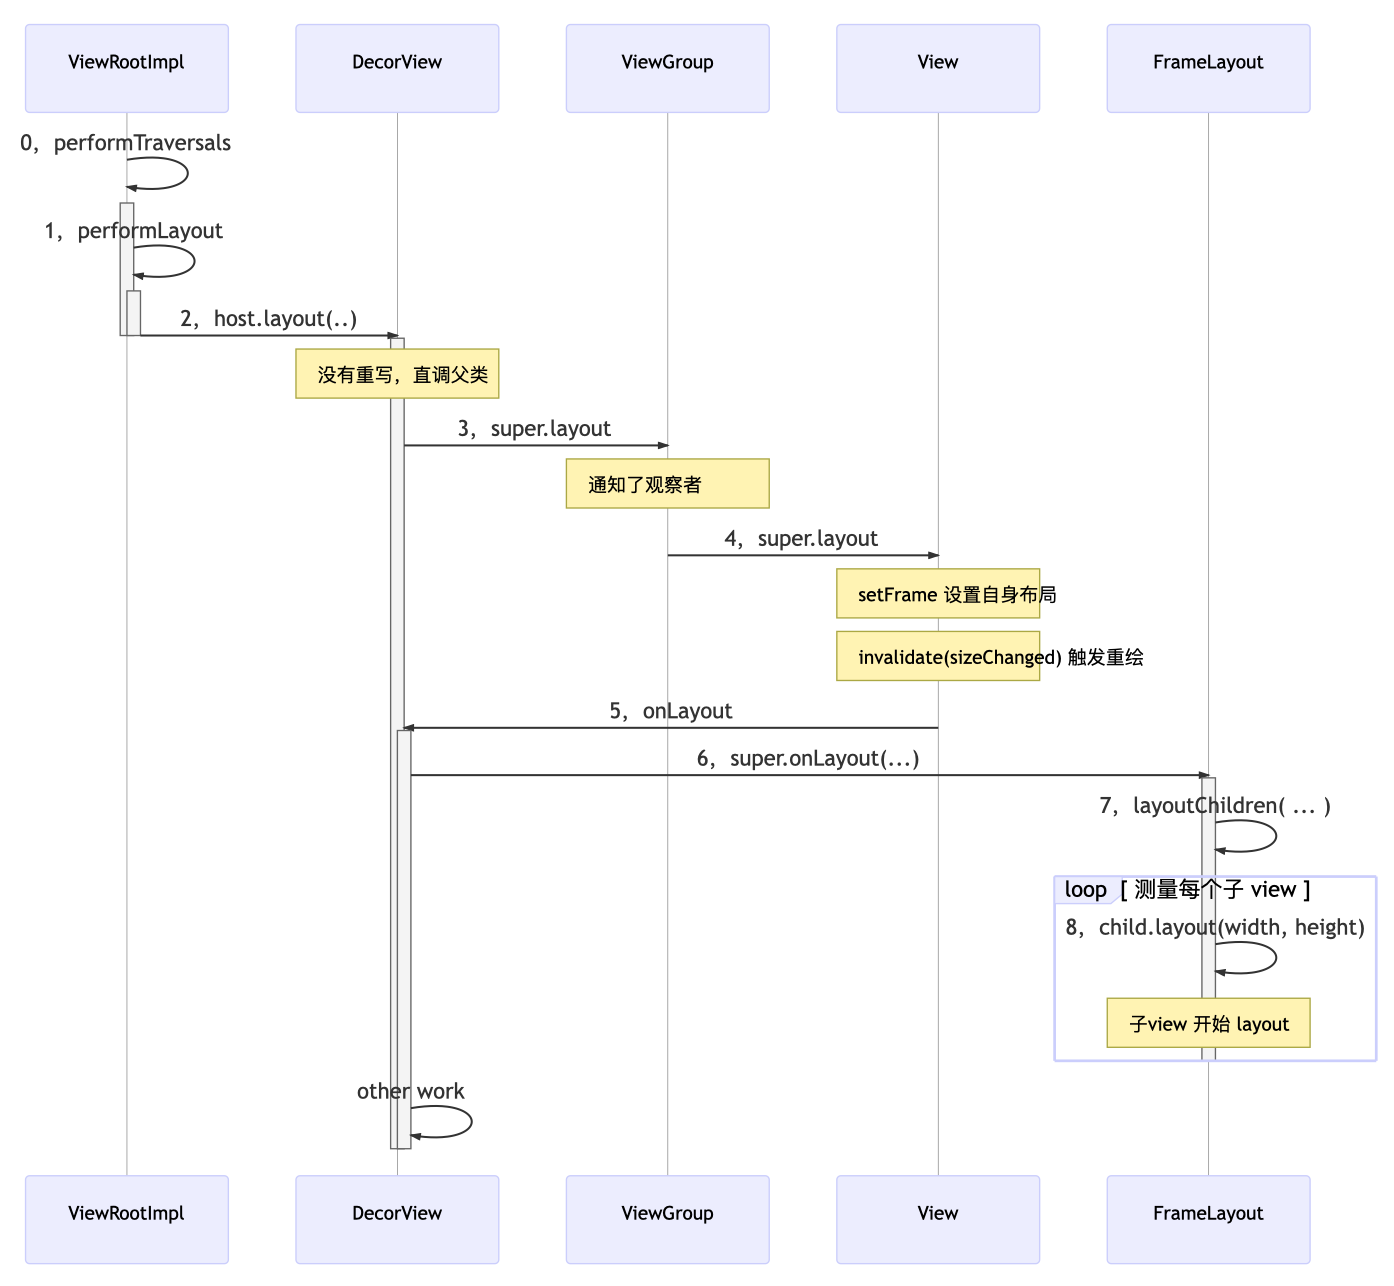 ViewRootImpl
DecorView
ViewGroup
View
FrameLayout
0，performTraversals
1，performLayout
2，host.layout(..)
没有重写，直调父类
3，super.layout
通知了观察者
4，super.layout
setFrame 设置自身布局
invalidate(sizeChanged) 触发重绘
5，onLayout
6，super.onLayout(...)
7，layoutChildren( ... )
loop [ 测量每个子 view ]
8，child.layout(width, height)
子view 开始 layout
other work
ViewRootImpl
DecorView
ViewGroup
View
FrameLayout